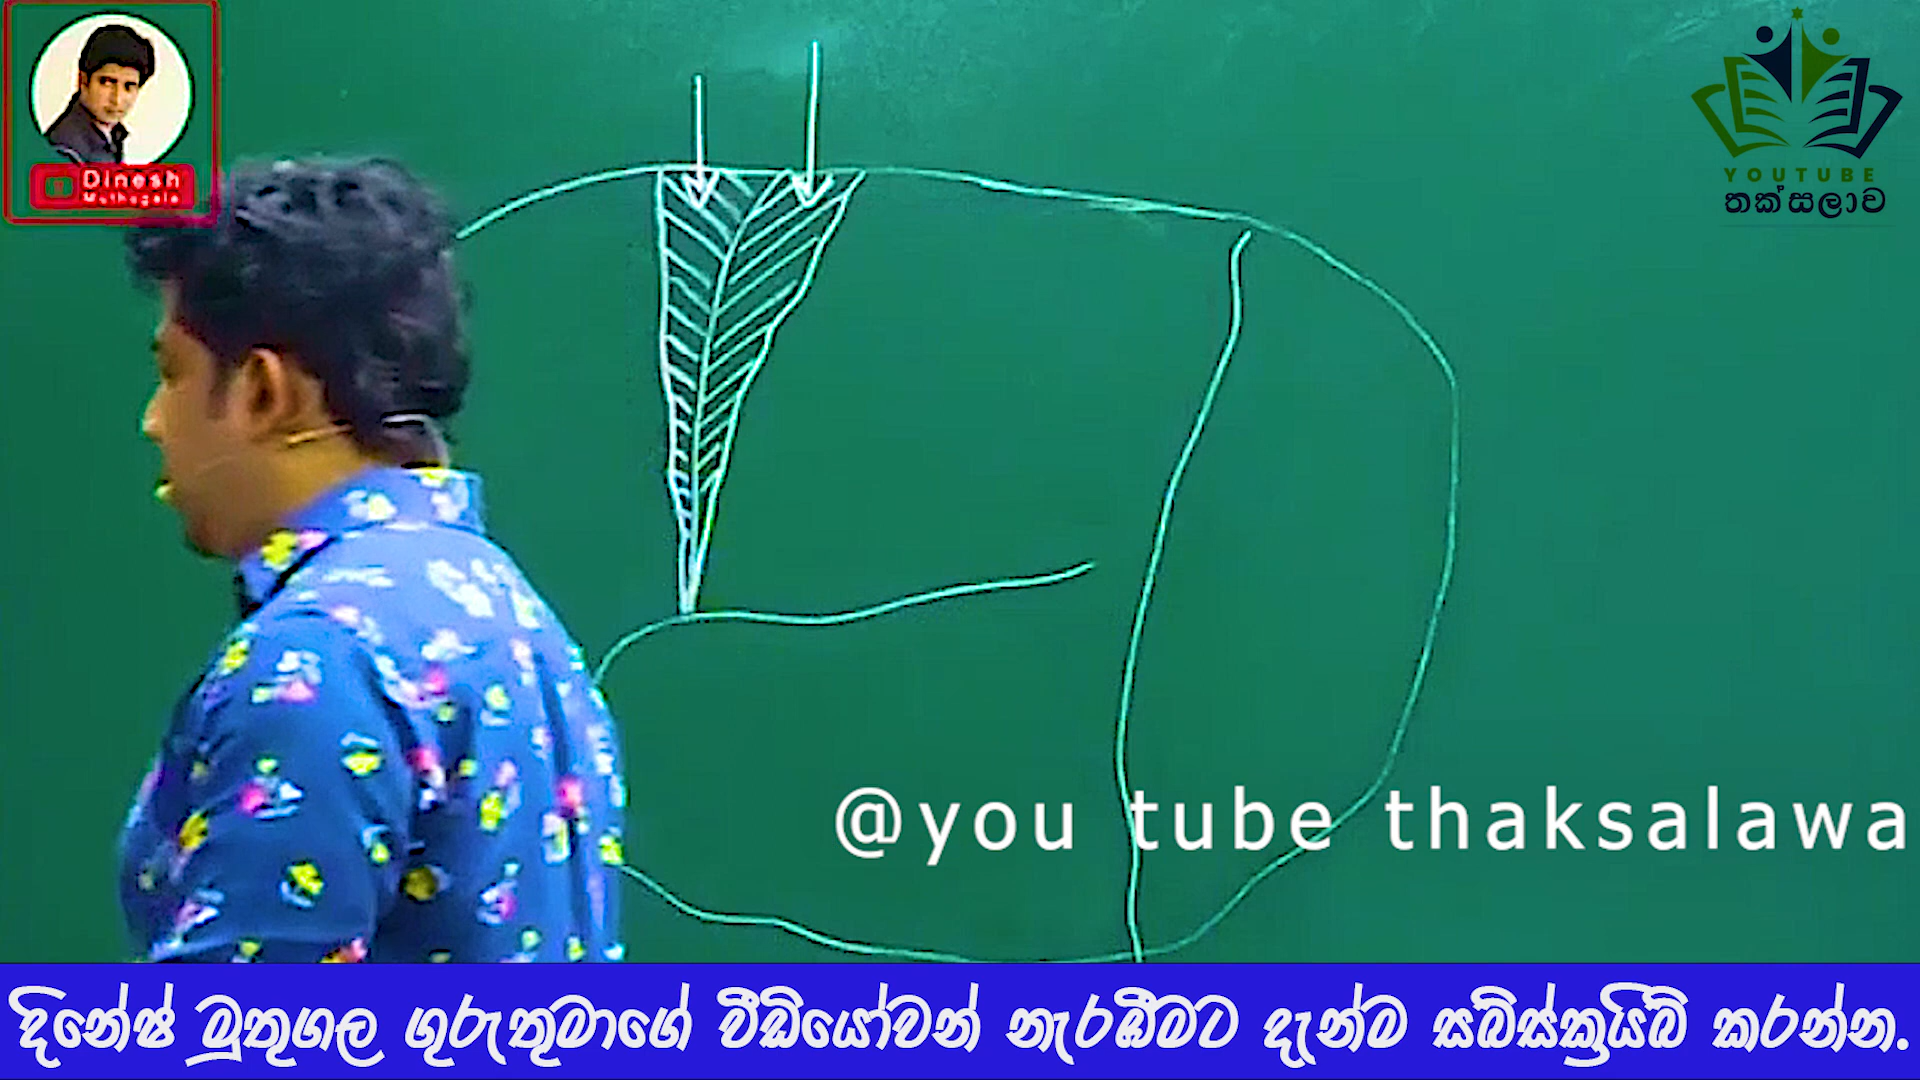 Dinesh
Muthugala
YOUTUBE
තක්සලාව
@you tube thaksalawa
දිනේෂ් මුතුගල ගුරුතුමාගේ වීඩියෝවන් නැරඹීමට දැන්ම සබ්ස්ක්‍රයිබ් කරන්න.